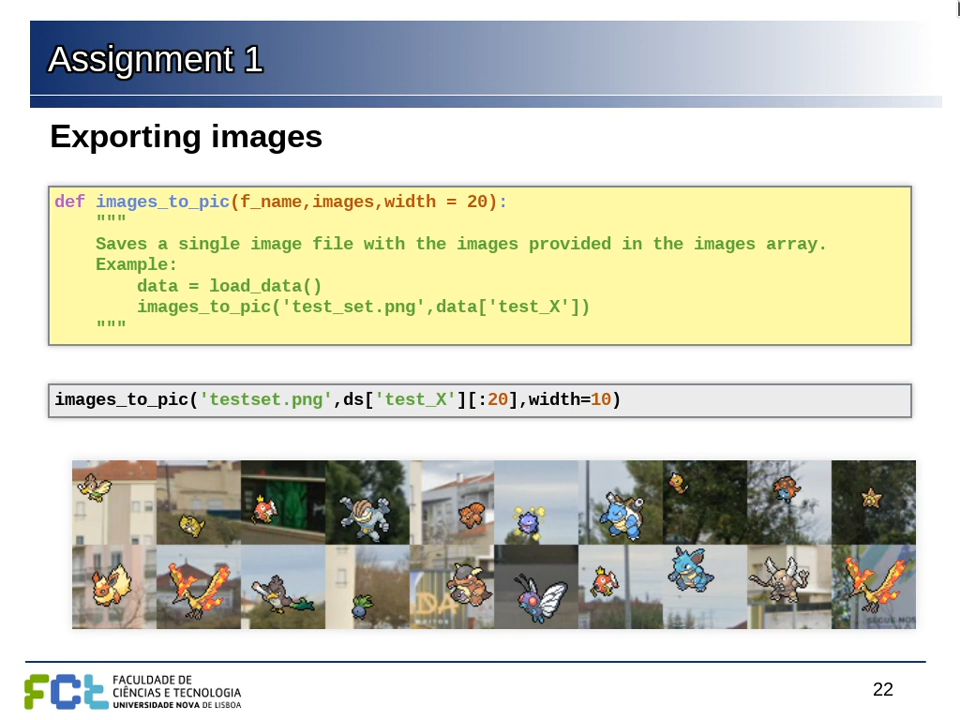 Assignment 1
Exporting images
def images_to_pic(f_name,images,width = 20):
    """
    Saves a single image file with the images provided in the images array.
    Example:
        data = load_data()
        images_to_pic('test_set.png',data['test_X'])
    """
images_to_pic('testset.png',ds['test_X'][:20],width=10)
DA
FCt
FACULDADE DE
CIÊNCIAS E TECNOLOGIA
UNIVERSIDADE NOVA DE LISBOA
22